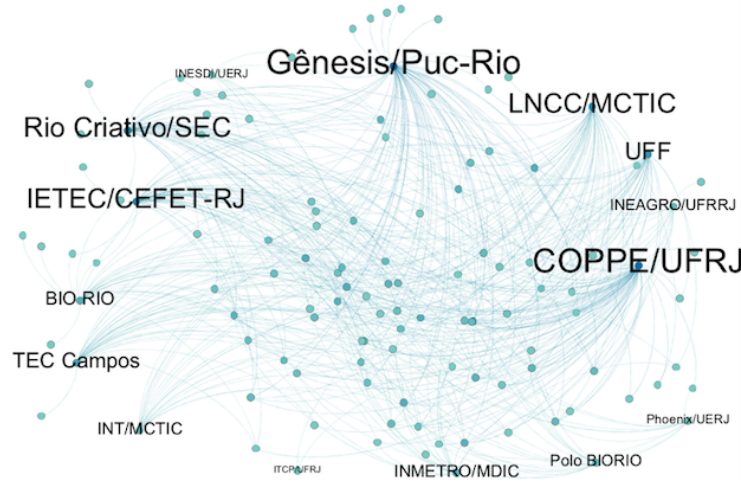 Gênesis/Puc-Rio
INESDI/UERJ
LNCC/MCTIC
Rio Criativo/SEC
UFF
IETEC/CEFET-RJ
INEAGRO/UFRRJ
COPPE/UFRJ
BIO RIO
TEC Campos
Phoenix/UERJ
INT/MCTIC
Polo BIORIO
ITCP/UFRJ
INMETRO/MDIC